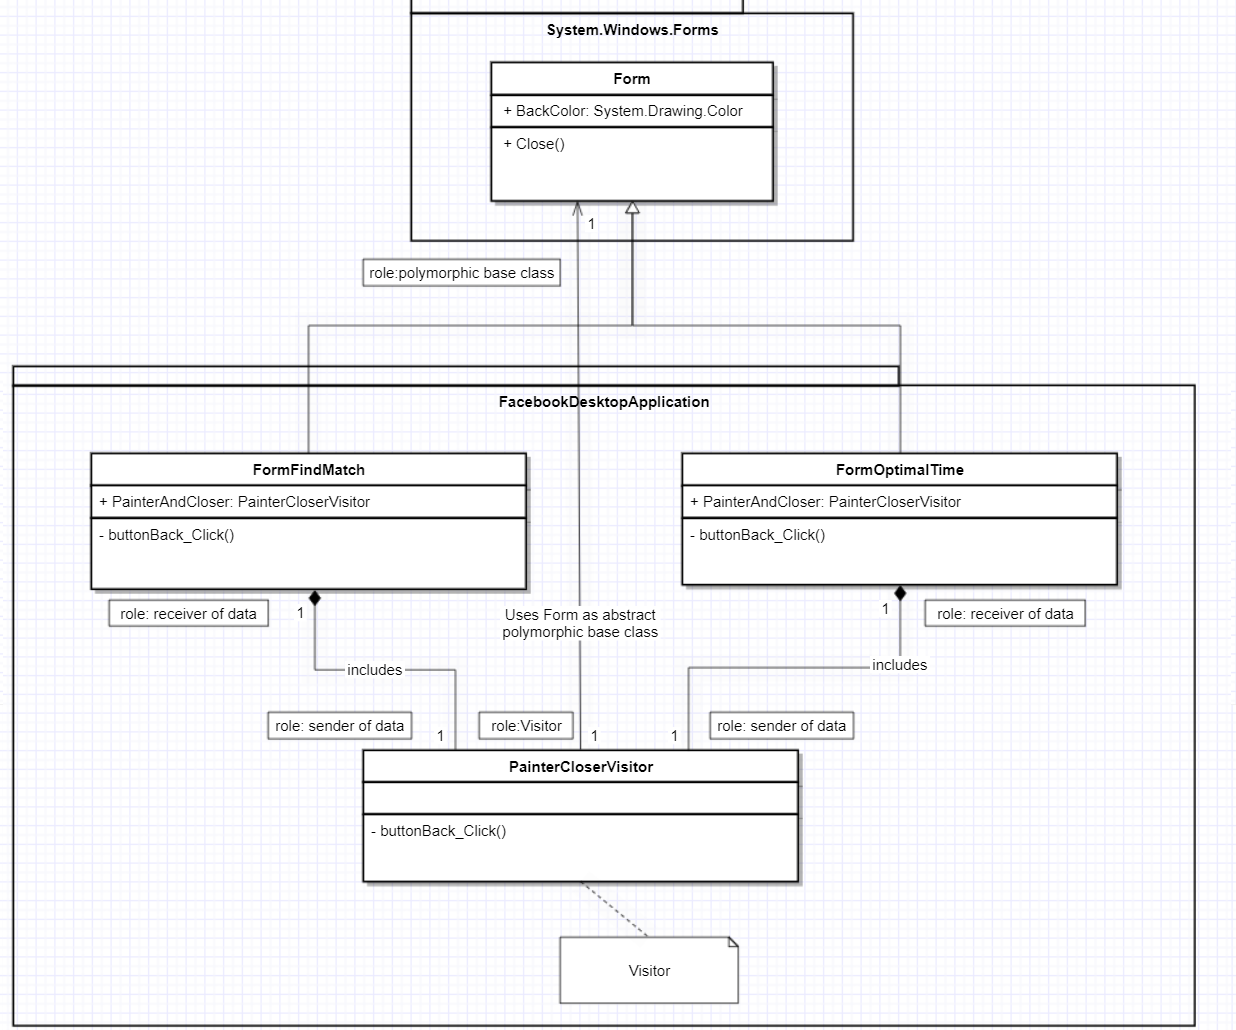 System.Windows.Forms
Form
+ BackColor: System.Drawing.Color
+ Close()
1
role:polymorphic base class
FacebookDesktopApplication
FormFindMatch
+ PainterAndCloser: PainterCloserVisitor
- buttonBack_Click()
FormOptimalTime
+ PainterAndCloser: PainterCloserVisitor
- buttonBack_Click()
role: receiver of data
1
Uses Form as abstract
polymorphic base class
1
role: receiver of data
includes
includes
role: sender of data
1
role:Visitor
1
1
role: sender of data
PainterCloserVisitor
- buttonBack_Click()
Visitor